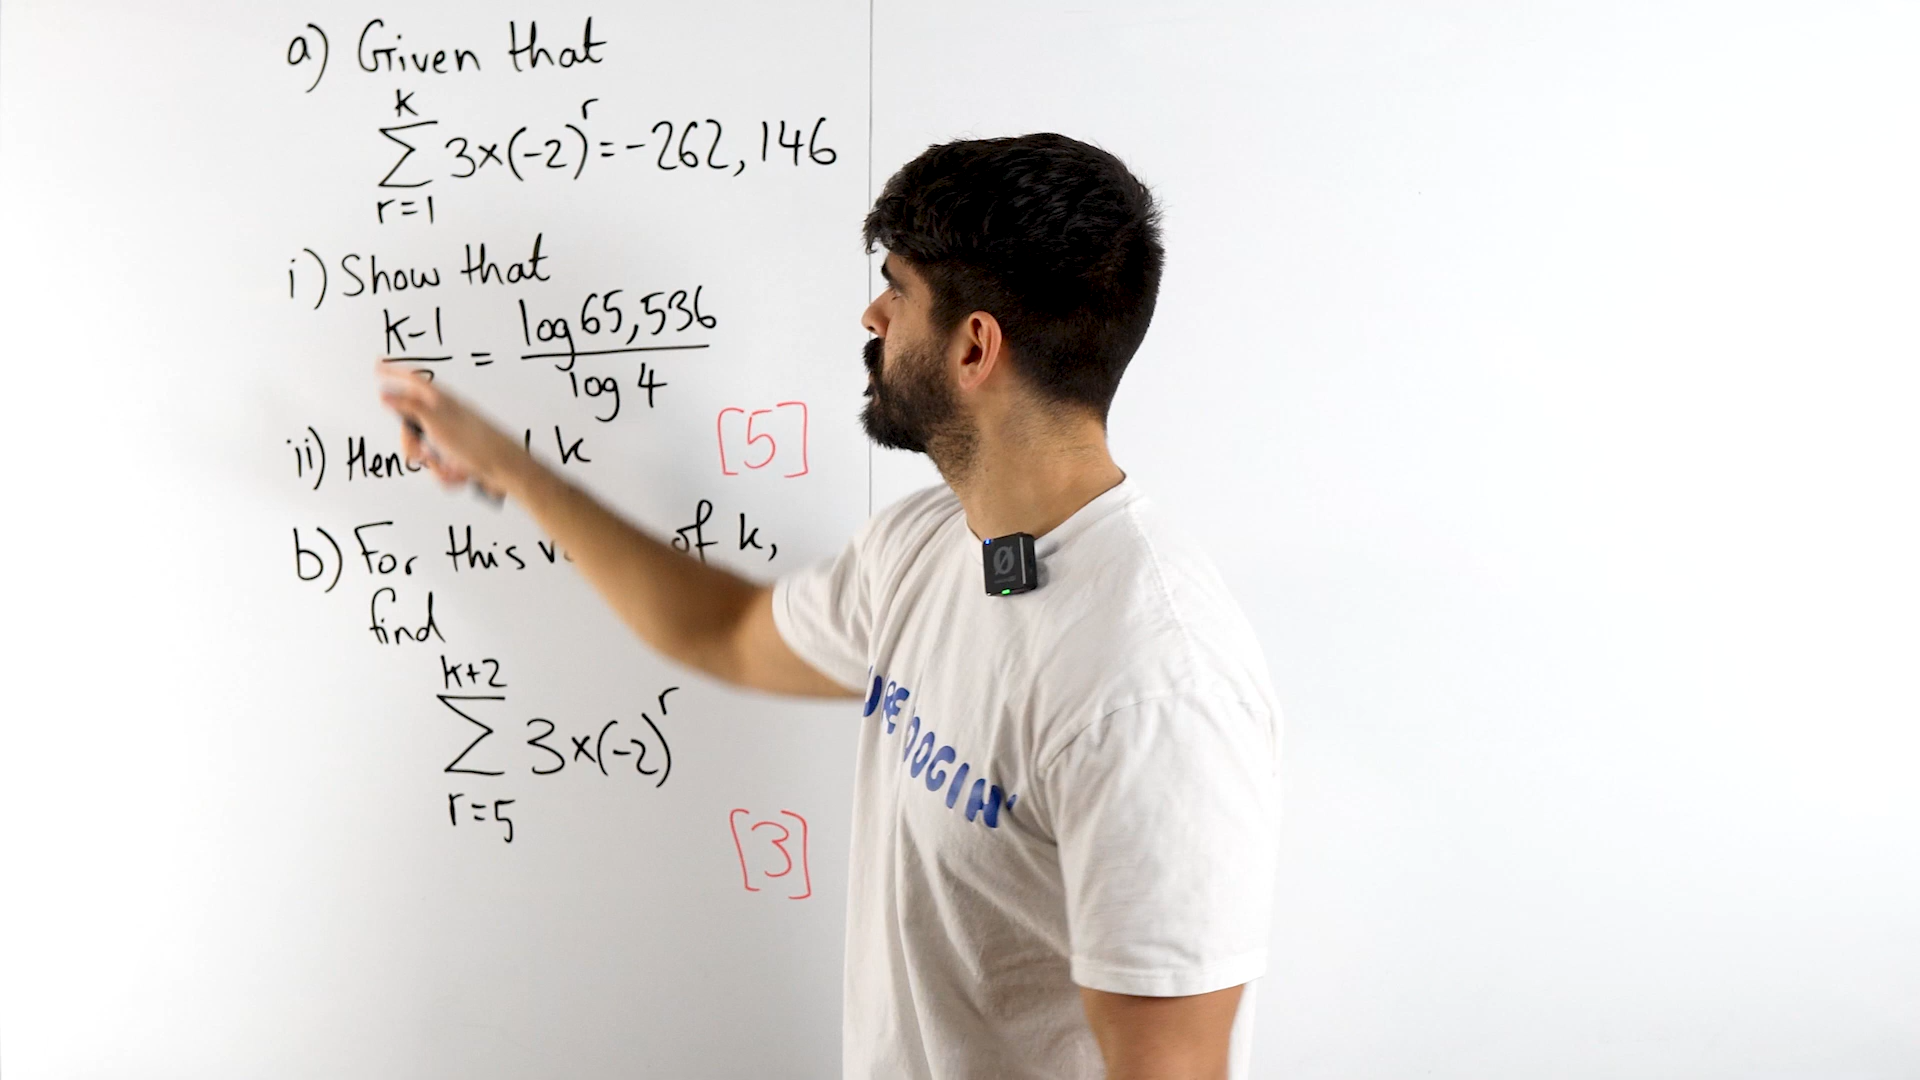 a) Given that
k
∑ 3×(-2)^r = -262,146
r=1
i) Show that
k-1 = log 65,536
log 4
[5]
ii) k
b) For this of k,
find
k+2
∑ 3×(-2)^r
r=5
[3]